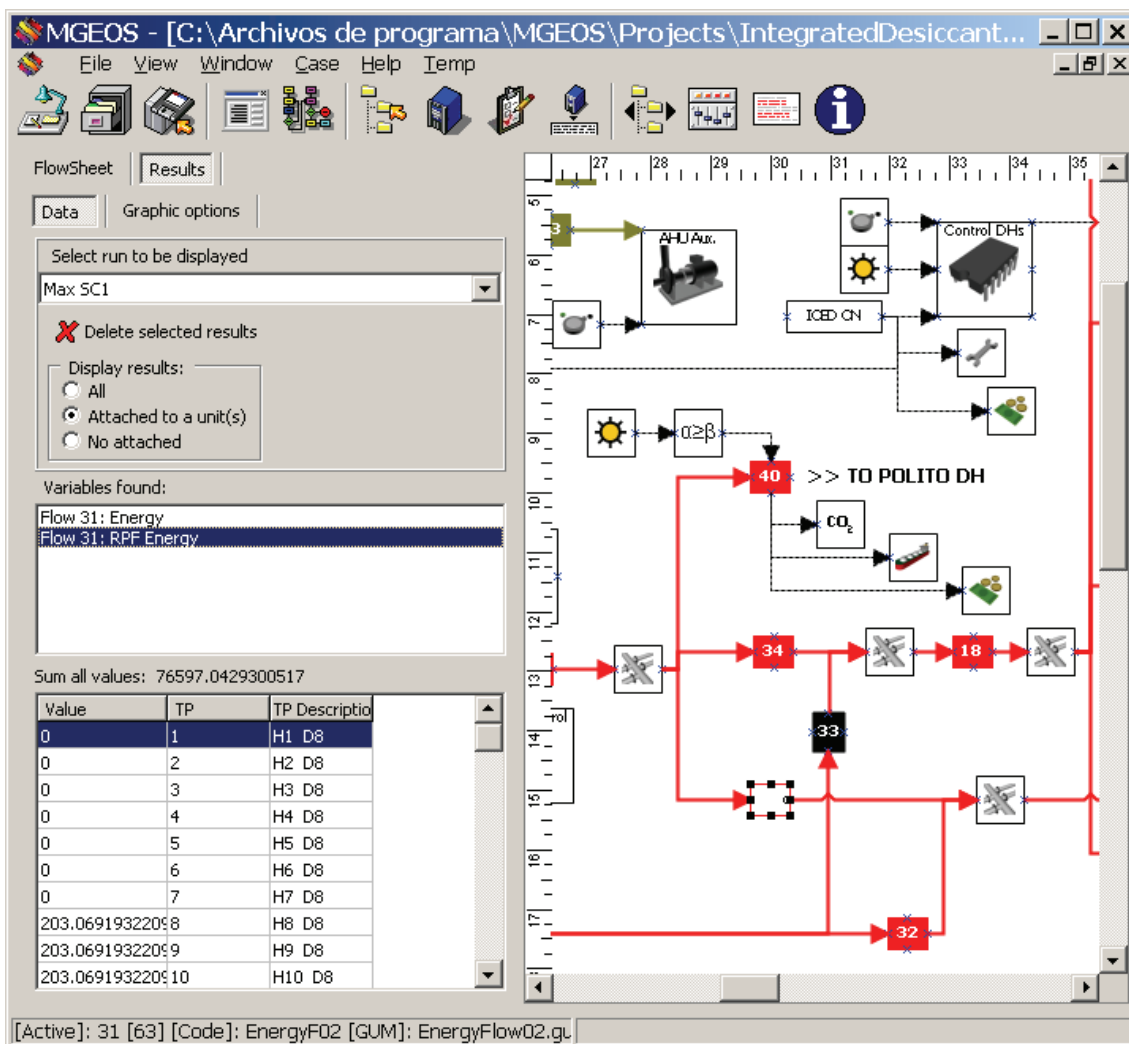 MGEOS - [C:\Archivos de programa\MGEOS\Projects\IntegratedDesiccant...
File View Window Case Help Temp
FlowSheet Results
Data Graphic options
Select run to be displayed
Max SC1
Delete selected results
Display results:
All
Attached to a unit(s)
No attached
Variables found:
Flow 31: Energy
Flow 31: RPF Energy
Sum all values: 76597.0429300517
Value TP TP Descriptio
0 1 H1 D8
0 2 H2 D8
0 3 H3 D8
0 4 H4 D8
0 5 H5 D8
0 6 H6 D8
0 7 H7 D8
203.0691932209 8 H8 D8
203.0691932209 9 H9 D8
203.0691932209 10 H10 D8
27 28 29 30 31 32 33 34 35
5
6
7
8
9
10
11
12
13
14
15
16
17
3
AHU Aux.
Control DHs
ICED CN
α≥β
40 >> TO POLITO DH
CO2
34
18
rol
33
32
[Active]: 31 [63] [Code]: EnergyF02 [GUM]: EnergyFlow02.gu